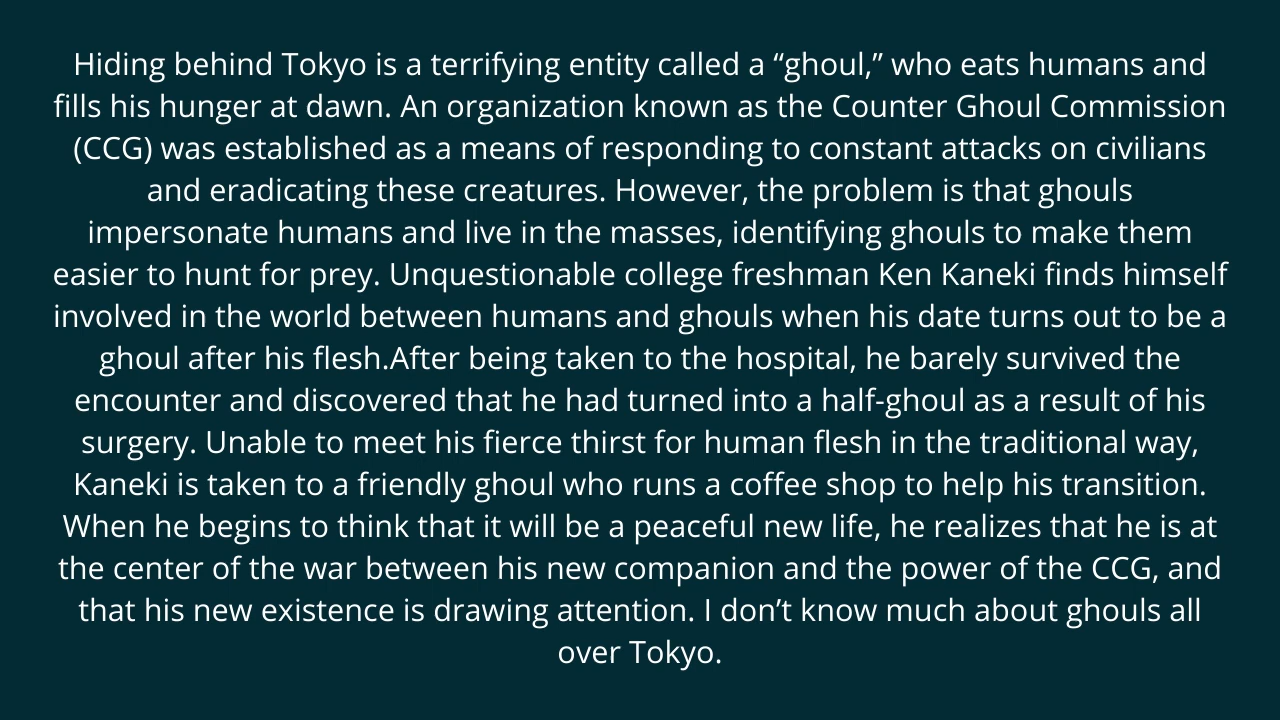 Hiding behind Tokyo is a terrifying entity called a “ghoul,” who eats humans and
fills his hunger at dawn. An organization known as the Counter Ghoul Commission
(CCG) was established as a means of responding to constant attacks on civilians
and eradicating these creatures. However, the problem is that ghouls
impersonate humans and live in the masses, identifying ghouls to make them
easier to hunt for prey. Unquestionable college freshman Ken Kaneki finds himself
involved in the world between humans and ghouls when his date turns out to be a
ghoul after his flesh.After being taken to the hospital, he barely survived the
encounter and discovered that he had turned into a half-ghoul as a result of his
surgery. Unable to meet his fierce thirst for human flesh in the traditional way,
Kaneki is taken to a friendly ghoul who runs a coffee shop to help his transition.
When he begins to think that it will be a peaceful new life, he realizes that he is at
the center of the war between his new companion and the power of the CCG, and
that his new existence is drawing attention. I don’t know much about ghouls all
over Tokyo.